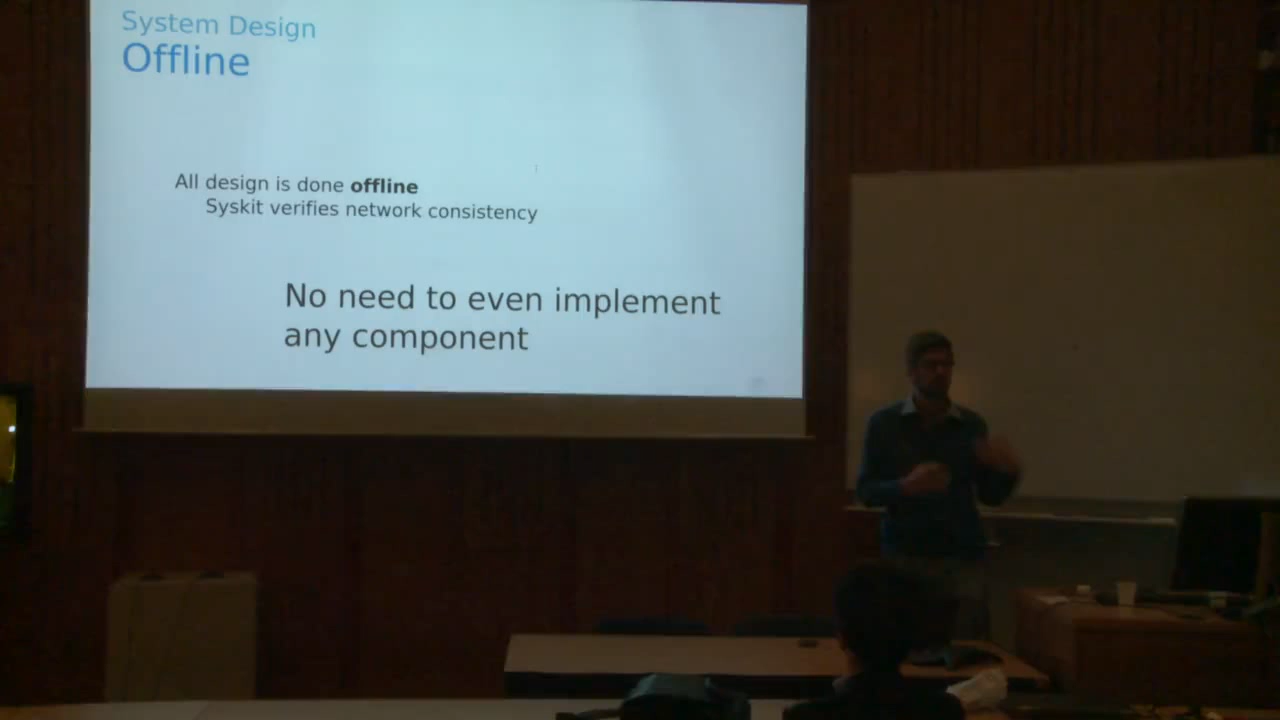 System Design
Offline
All design is done offline
Syskit verifies network consistency
No need to even implement
any component